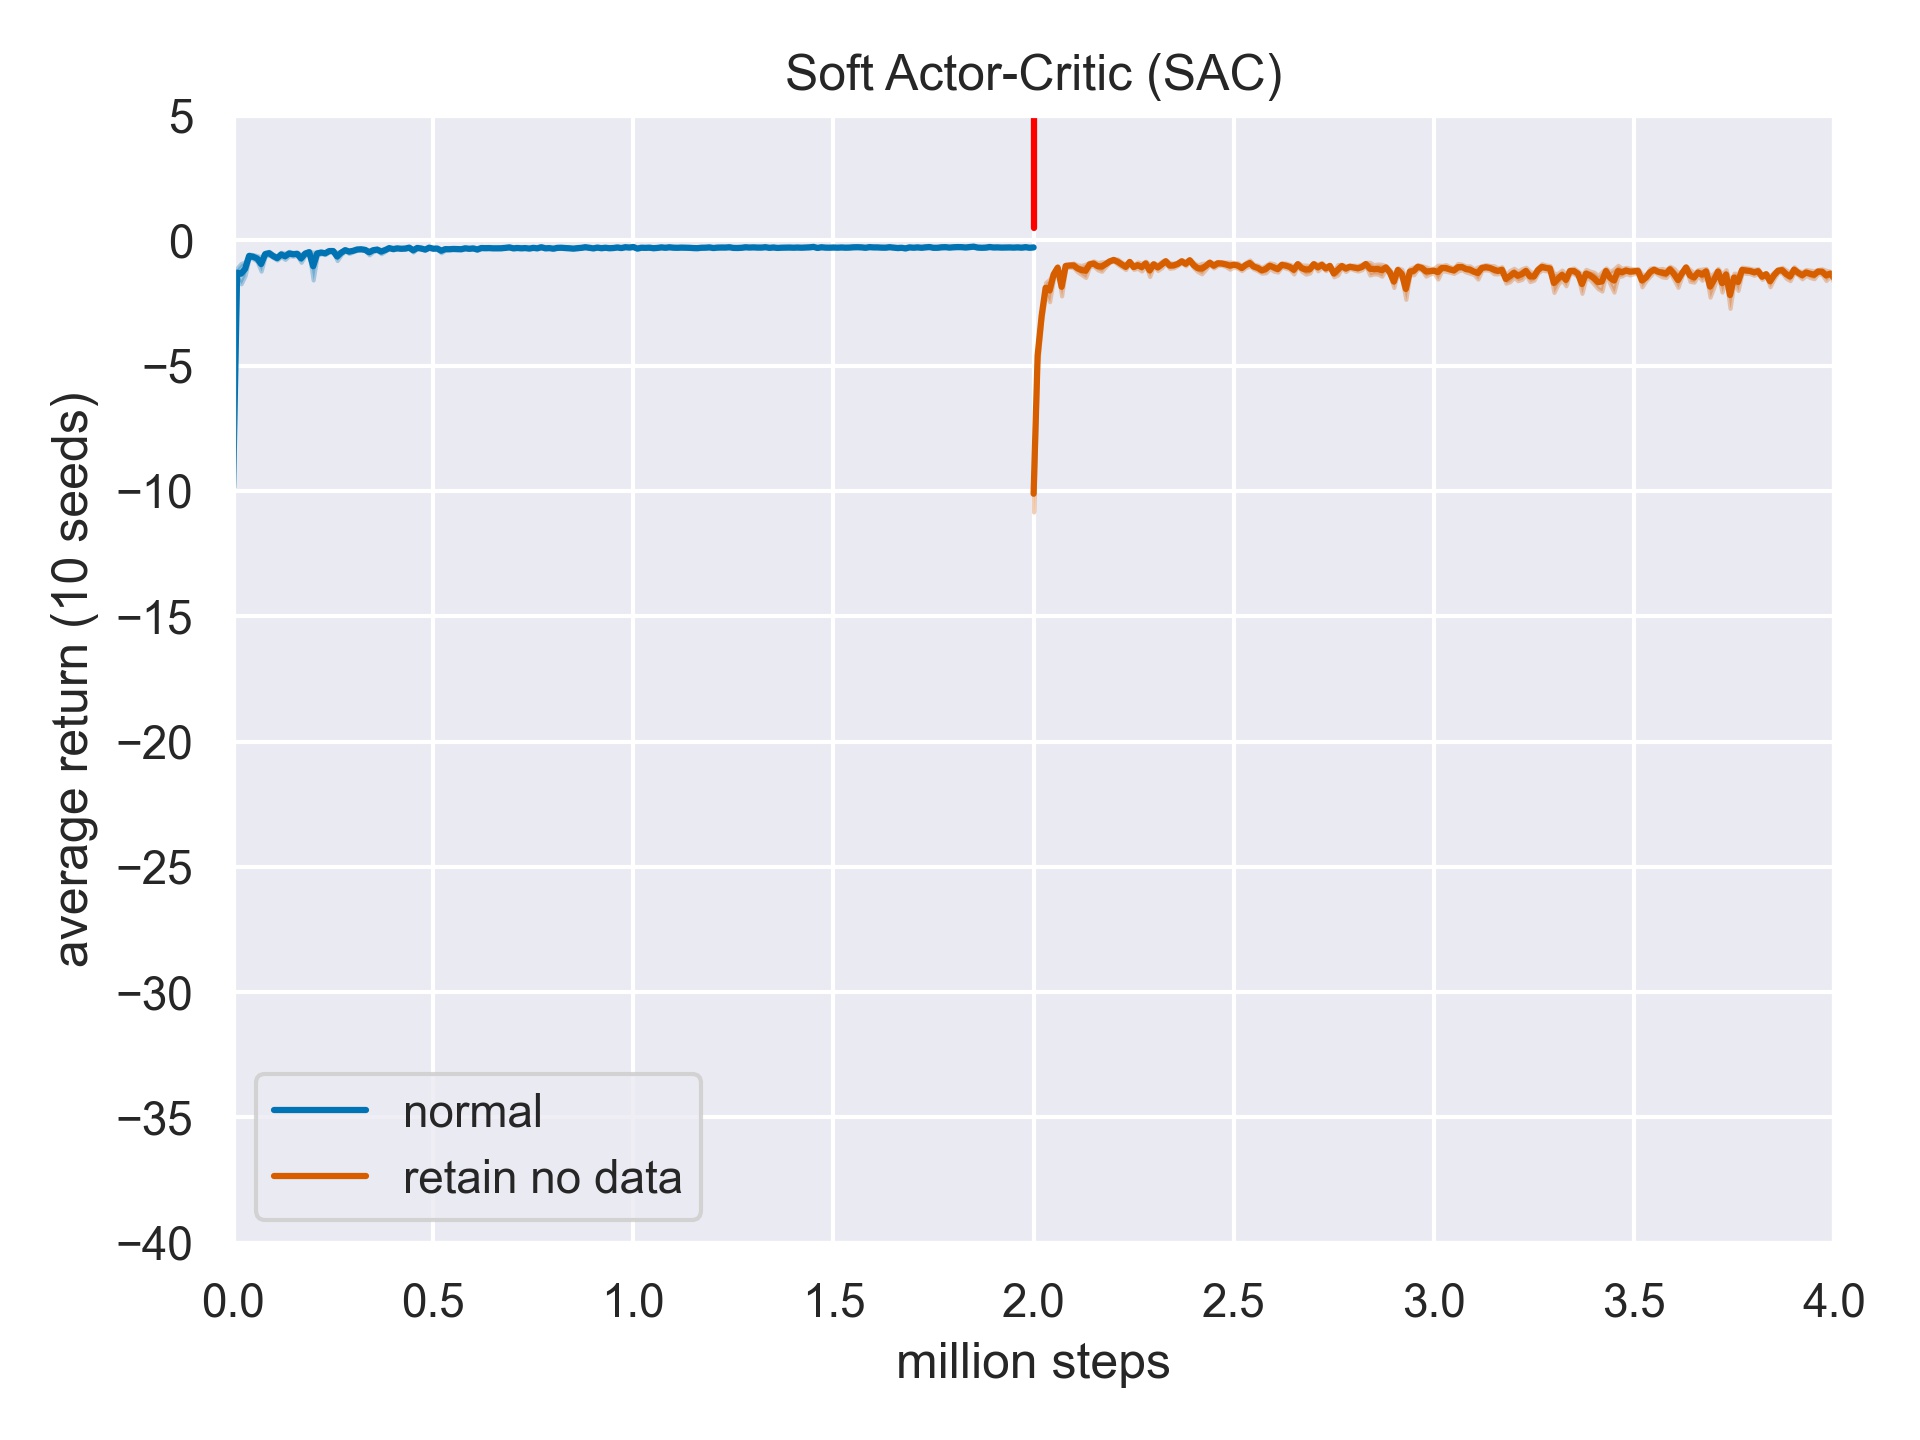 Soft Actor-Critic (SAC)
5
0
−5
−10
−15
−20
−25
−30
−35
−40
average return (10 seeds)
normal
retain no data
0.0 0.5 1.0 1.5 2.0 2.5 3.0 3.5 4.0
million steps